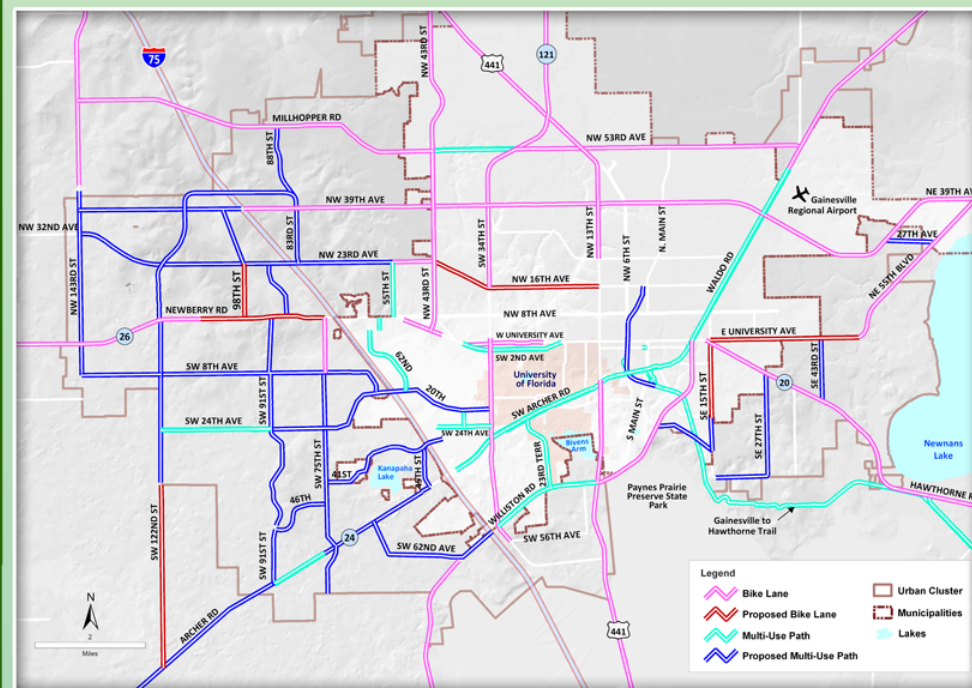 75
NW 43RD ST
441
121
MILLHOPPER RD
NW 53RD AVE
88TH ST
NW 39TH AVE
Gainesville
Regional Airport
NE 39TH AV
NW 32ND AVE
83RD ST
SW 34TH ST
NW 13TH ST
NW 6TH ST
N. MAIN ST
27TH AVE
NW 143RD ST
NW 23RD AVE
98TH ST
55TH ST
NW 43RD ST
NW 16TH AVE
WALDO RD
NE 55TH BLVD
NEWBERRY RD
26
NW 8TH AVE
W UNIVERSITY AVE
E UNIVERSITY AVE
SW 2ND AVE
SW 8TH AVE
62ND
20TH
University
of Florida
SW 91ST ST
SW ARCHER RD
S MAIN ST
SE 15TH ST
20
SE 43RD ST
SW 24TH AVE
SW 24TH AVE
SW 75TH ST
SE 27TH ST
Bivens
Arm
23RD TERR
Newnans
Lake
41ST
Kanapaha
Lake
45TH ST
46TH
WILLISTON RD
Paynes Prairie
Preserve State
Park
HAWTHORNE R
SW 122ND ST
SW 91ST ST
24
SW 62ND AVE
SW 56TH AVE
Gainesville to
Hawthorne Trail
ARCHER RD
441
N
2
Miles
Legend
Bike Lane
Proposed Bike Lane
Multi-Use Path
Proposed Multi-Use Path
Urban Cluster
Municipalities
Lakes